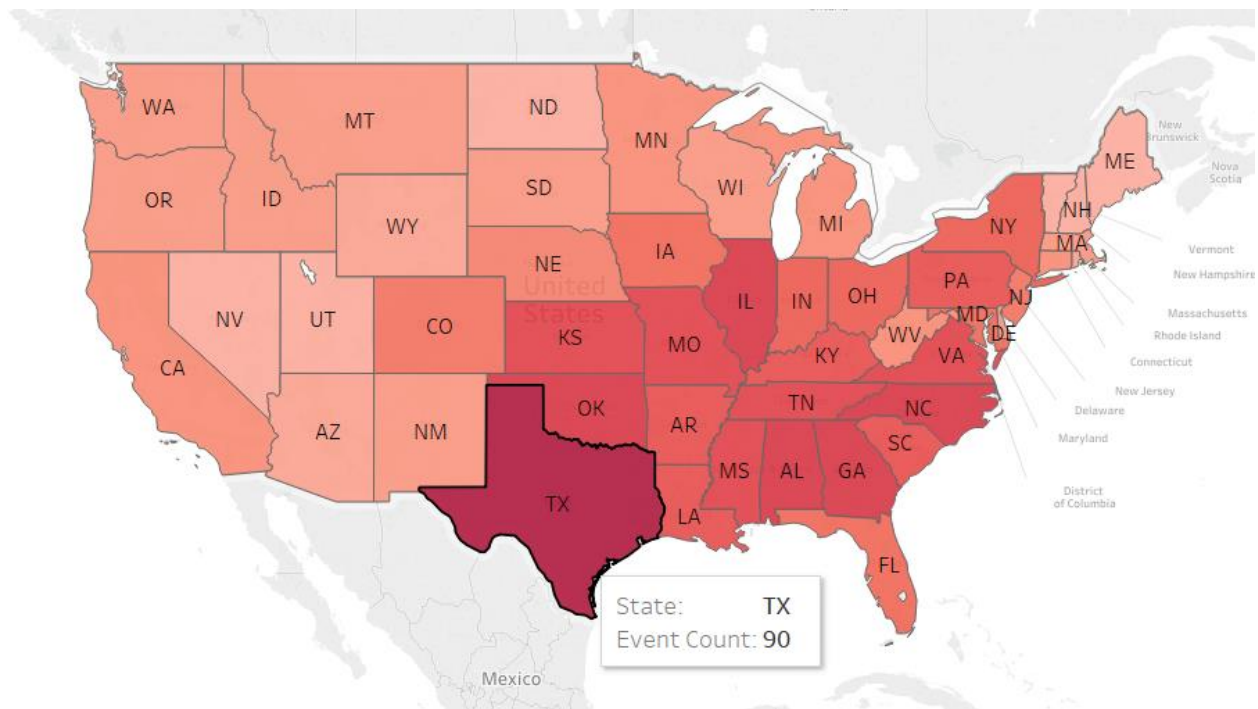 Ontario
WA
MT
ND
MN
OR
ID
SD
WI
MI
WY
NE
IA
NY
ME
NH
MA
New
Brunswick
Nova
Scotia
NV
UT
CO
KS
MO
IL
IN
OH
PA
NJ
MD
DE
WV
VA
KY
CA
United
States
AZ
NM
OK
AR
TN
NC
SC
TX
LA
MS
AL
GA
FL
Vermont
New Hampshire
Massachusetts
Rhode Island
Connecticut
New Jersey
Delaware
Maryland
District
of Columbia
State: TX
Event Count: 90
Mexico